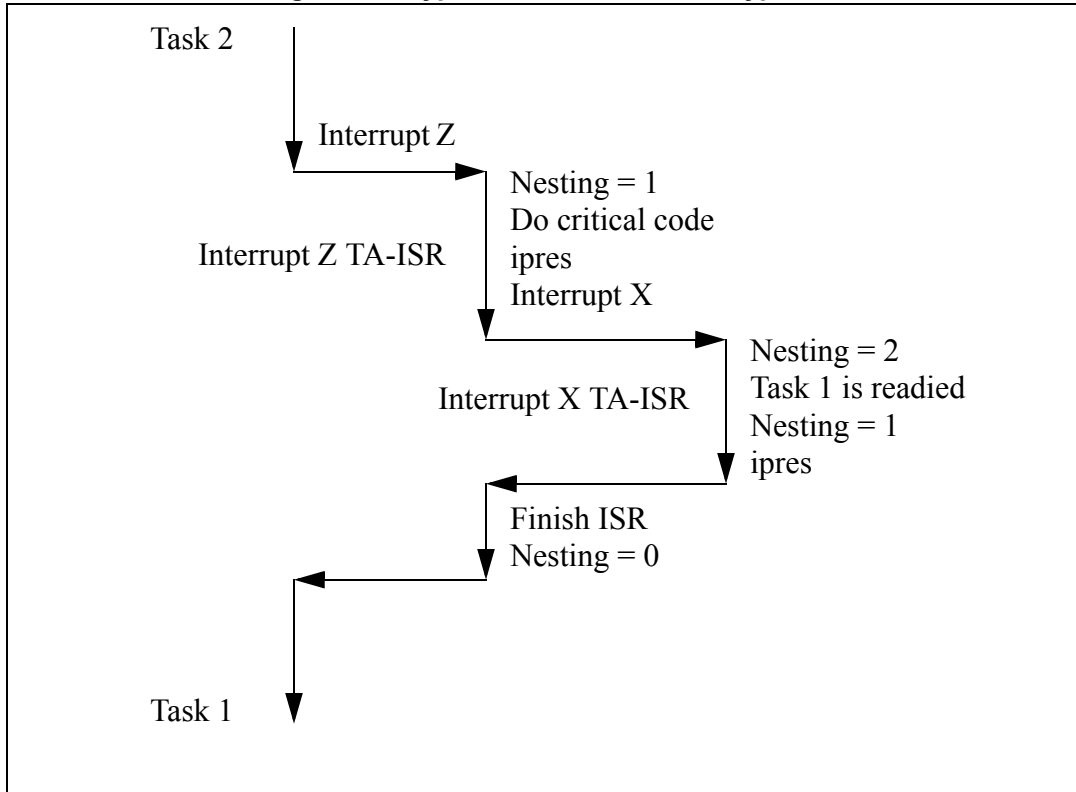 Task 2
Interrupt Z
Nesting = 1
Do critical code
Interrupt Z TA-ISR
ipres
Interrupt X
Nesting = 2
Interrupt X TA-ISR
Task 1 is readied
Nesting = 1
ipres
Finish ISR
Nesting = 0
Task 1